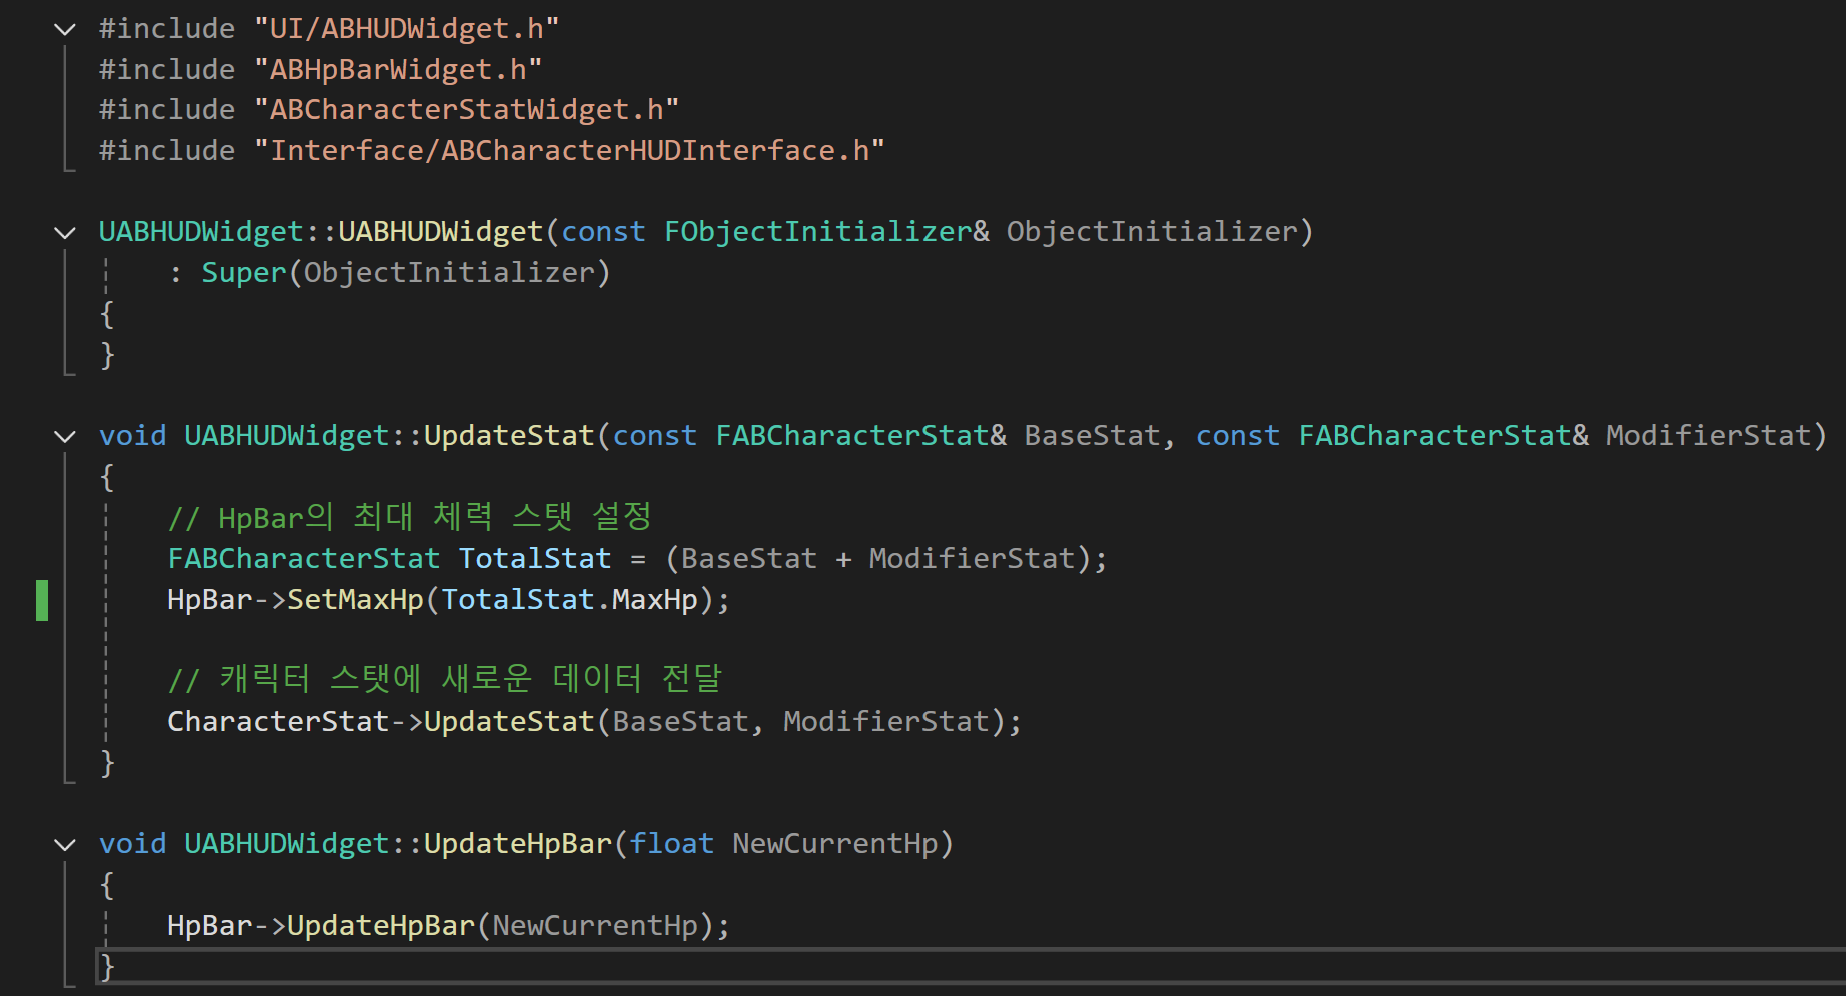 #include "UI/ABHUDWidget.h"
#include "ABHpBarWidget.h"
#include "ABCharacterStatWidget.h"
#include "Interface/ABCharacterHUDInterface.h"
UABHUDWidget::UABHUDWidget(const FObjectInitializer& ObjectInitializer)
: Super(ObjectInitializer)
{
}
void UABHUDWidget::UpdateStat(const FABCharacterStat& BaseStat, const FABCharacterStat& ModifierStat)
{
// HpBar의 최대 체력 스탯 설정
FABCharacterStat TotalStat = (BaseStat + ModifierStat);
HpBar->SetMaxHp(TotalStat.MaxHp);
// 캐릭터 스탯에 새로운 데이터 전달
CharacterStat->UpdateStat(BaseStat, ModifierStat);
}
void UABHUDWidget::UpdateHpBar(float NewCurrentHp)
{
HpBar->UpdateHpBar(NewCurrentHp);
}